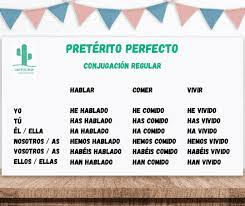 PRETÉRITO PERFECTO
CONJUGACIÓN REGULAR
HABLAR COMER VIVIR
YO HE HABLADO HE COMIDO HE VIVIDO
TÚ HAS HABLADO HAS COMIDO HAS VIVIDO
ÉL / ELLA HA HABLADO HA COMIDO HA VIVIDO
NOSOTROS / AS HEMOS HABLADO HEMOS COMIDO HEMOS VIVIDO
VOSOTROS / AS HABÉIS HABLADO HABÉIS COMIDO HABÉIS VIVIDO
ELLOS / ELLAS HAN HABLADO HAN COMIDO HAN VIVIDO